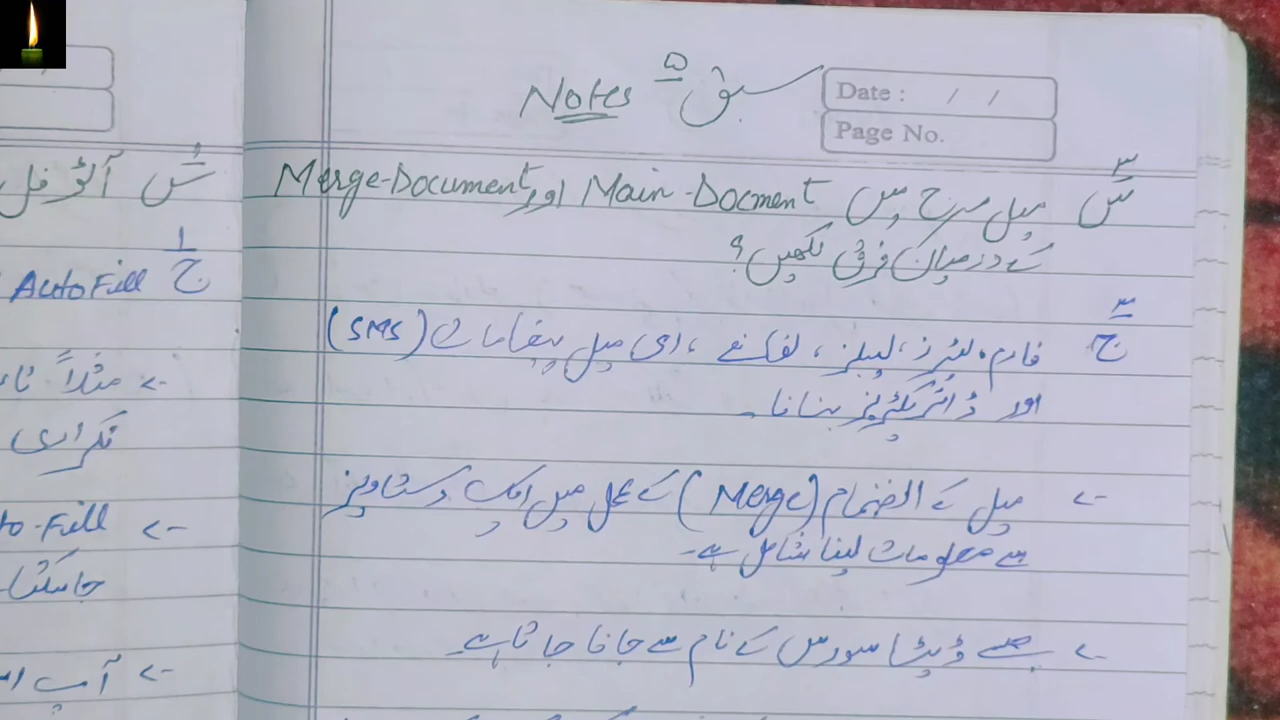 سبق ۵ Notes
Date : / /
Page No.
س۳ میل مرج میں Main-Docment اور Merge-Document
کے درمیان فرق لکھیں؟
ج۳ فارم، لیٹرز، لیبلز، لفافے، ای میل پیغامات (SMS)
اور ڈائریکٹریز بنانا۔
-> میل کے انضمام (Merge) کے عمل میں ایک دستاویز
سے معلومات لینا شامل ہے۔
-> جسے ڈیٹا سورس کے نام سے جانا جاتا ہے۔
آٹو فل
ج۱ AutoFill
-> مثلاً
تکراری
-> to-Fill
جاسکتا
-> آپ